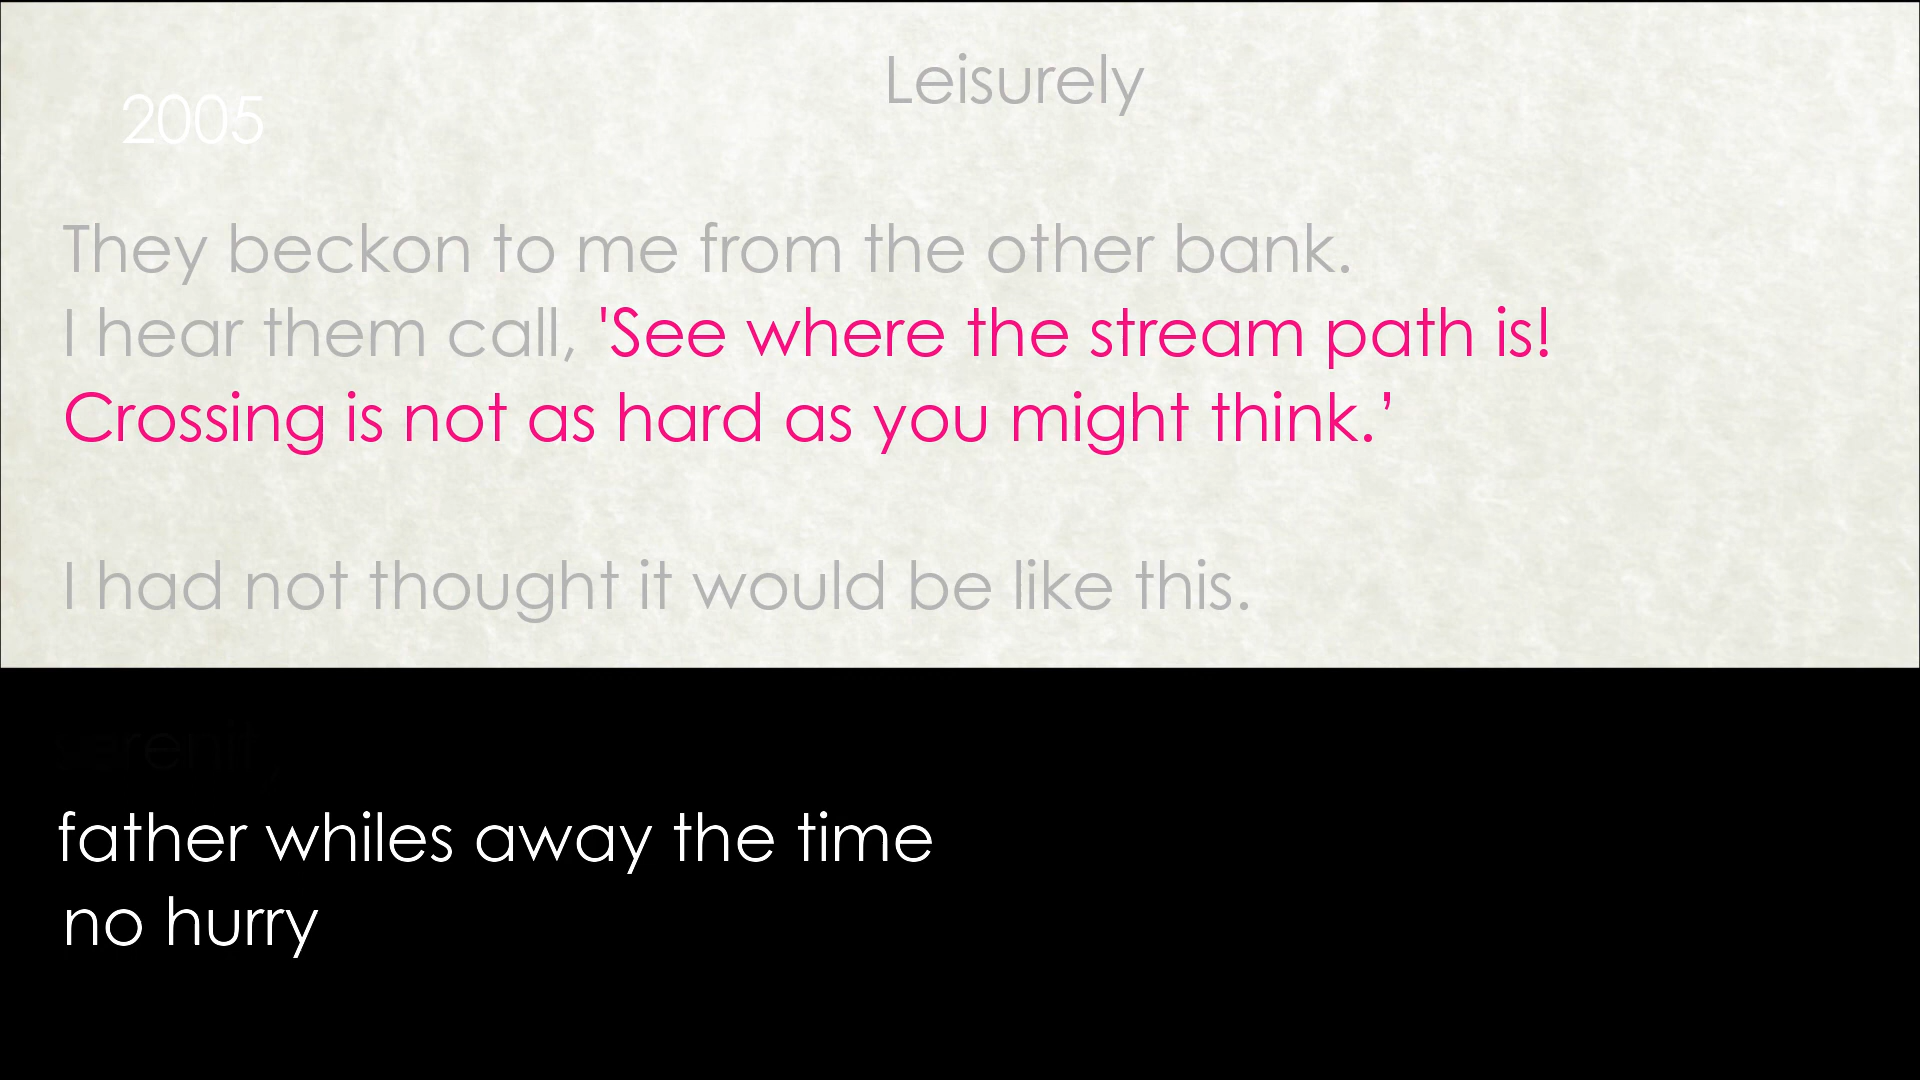 Leisurely
2005
They beckon to me from the other bank.
I hear them call, 'See where the stream path is!
Crossing is not as hard as you might think.’
I had not thought it would be like this.
serenity
father whiles away the time
no hurry